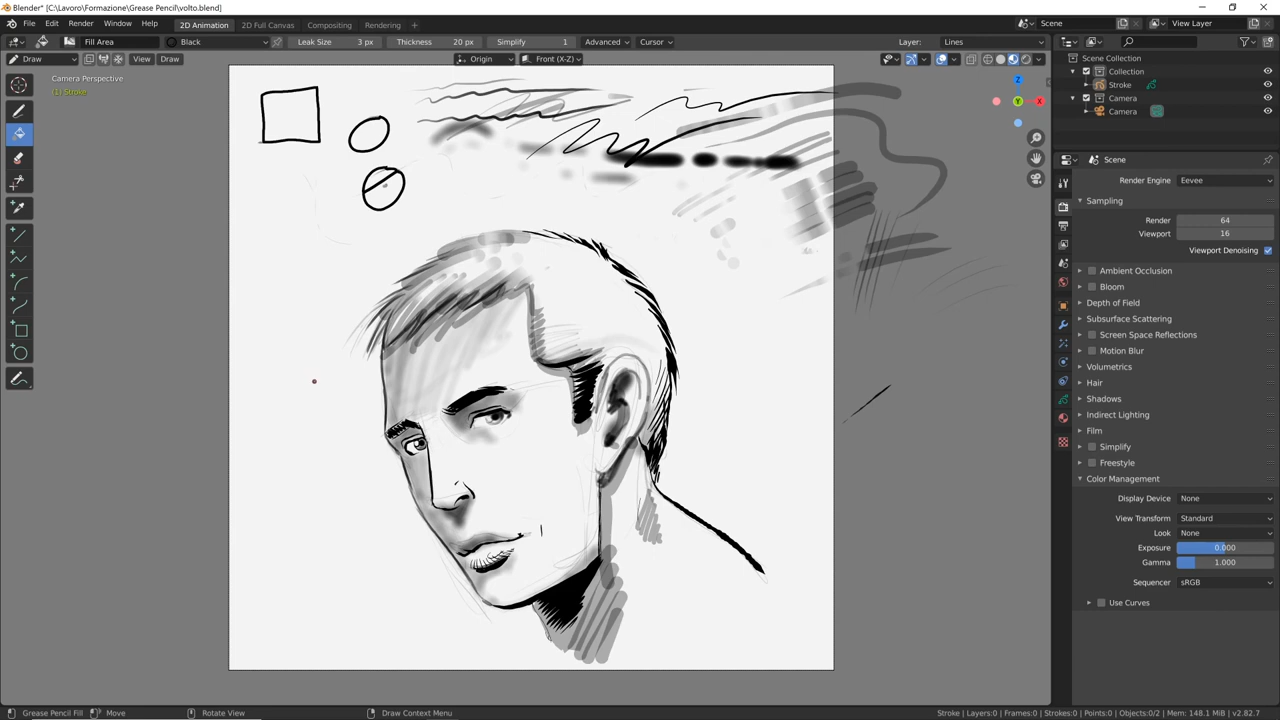 Blender* [C:\Lavoro\Formazione\Grease Pencil\volto.blend]
File Edit Render Window Help 2D Animation 2D Full Canvas Compositing Rendering + Scene View Layer
Fill Area Black Leak Size 3 px Thickness 20 px Simplify 1 Advanced Cursor Layer: Lines
Draw View Draw Origin Front (X-Z)
Camera Perspective
(1) Stroke
Z
Y
X
Scene Collection
Collection
Stroke
Camera
Camera
Scene
Render Engine Eevee
Sampling
Render 64
Viewport 16
Viewport Denoising
Ambient Occlusion
Bloom
Depth of Field
Subsurface Scattering
Screen Space Reflections
Motion Blur
Volumetrics
Hair
Shadows
Indirect Lighting
Film
Simplify
Freestyle
Color Management
Display Device None
View Transform Standard
Look None
Exposure 0.000
Gamma 1.000
Sequencer sRGB
Use Curves
Grease Pencil Fill Move Rotate View Draw Context Menu Stroke | Layers:0 | Frames:0 | Strokes:0 | Points:0 | Objects:0/2 | Mem: 148.1 MiB | v2.82.7